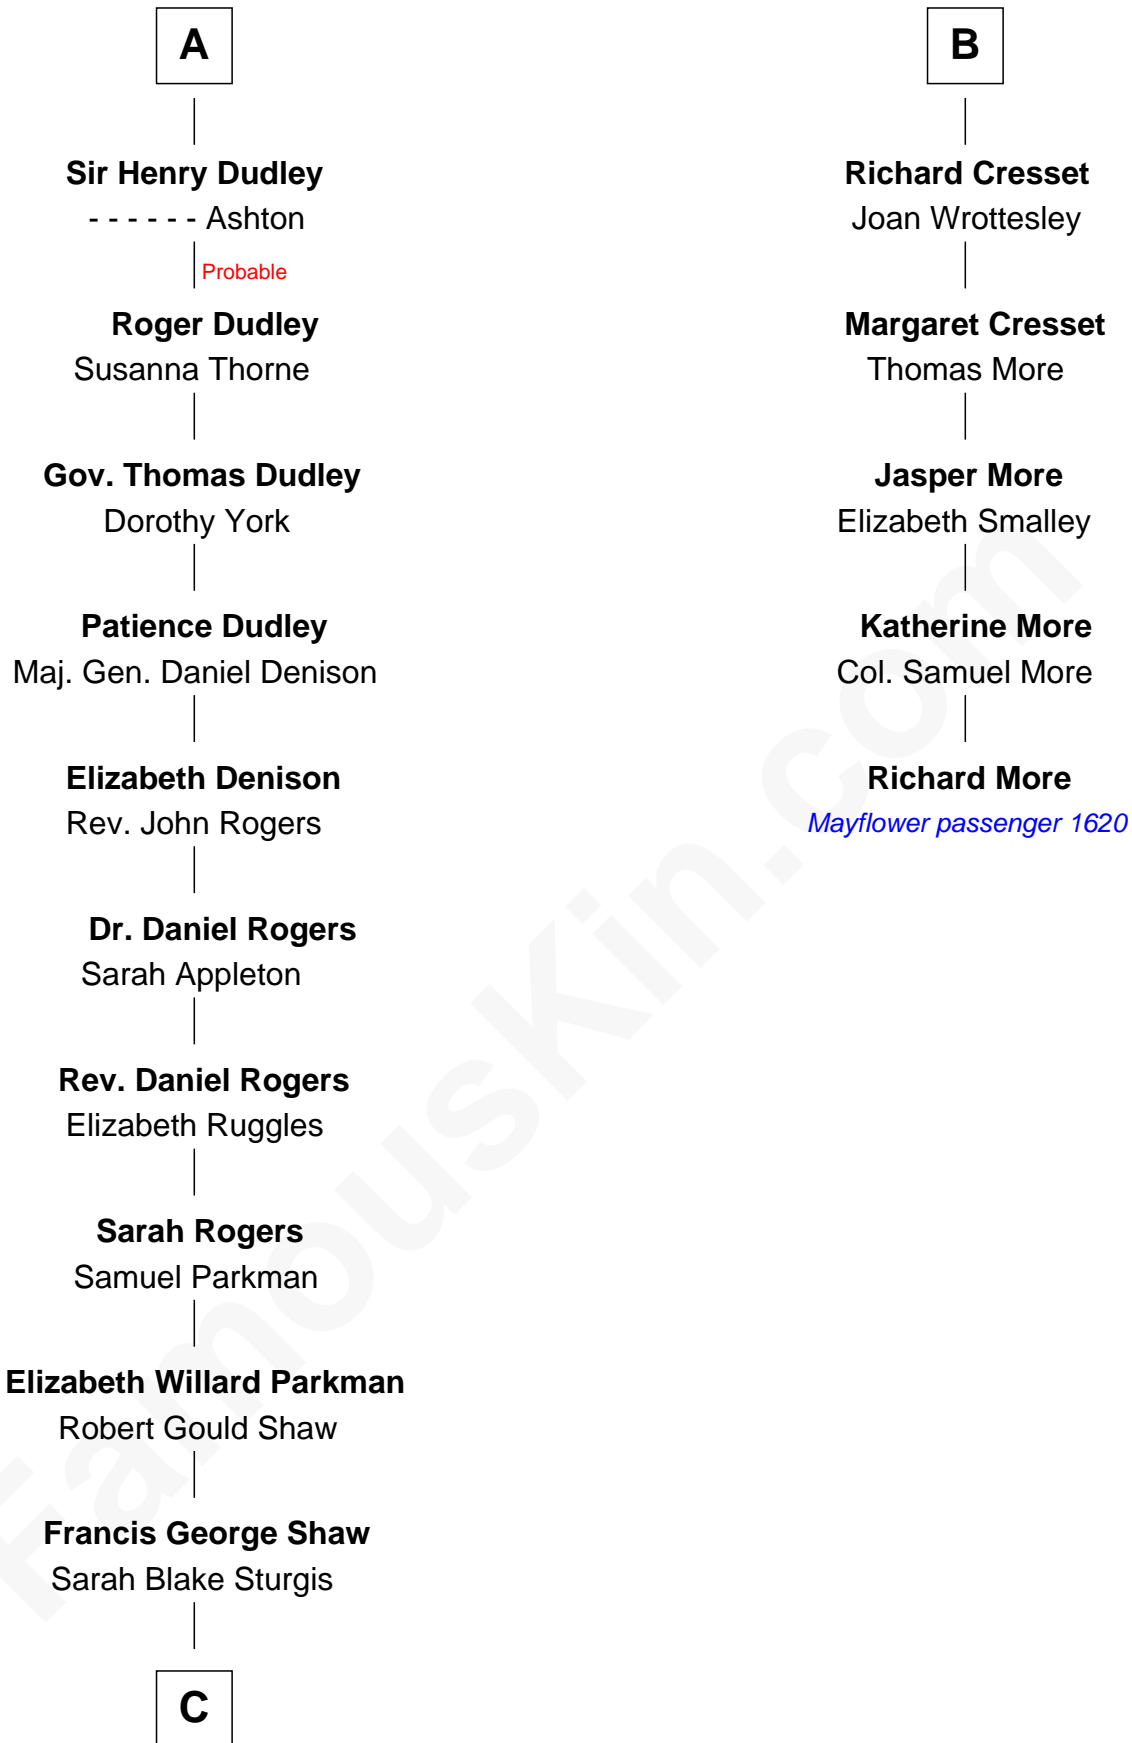 A
Sir Henry Dudley
- - - - - - Ashton
Probable
Roger Dudley
Susanna Thorne
Gov. Thomas Dudley
Dorothy York
Patience Dudley
Maj. Gen. Daniel Denison
Elizabeth Denison
Rev. John Rogers
Dr. Daniel Rogers
Sarah Appleton
Rev. Daniel Rogers
Elizabeth Ruggles
Sarah Rogers
Samuel Parkman
Elizabeth Willard Parkman
Robert Gould Shaw
Francis George Shaw
Sarah Blake Sturgis
C
B
Richard Cresset
Joan Wrottesley
Margaret Cresset
Thomas More
Jasper More
Elizabeth Smalley
Katherine More
Col. Samuel More
Richard More
Mayflower passenger 1620
FamousKin.com